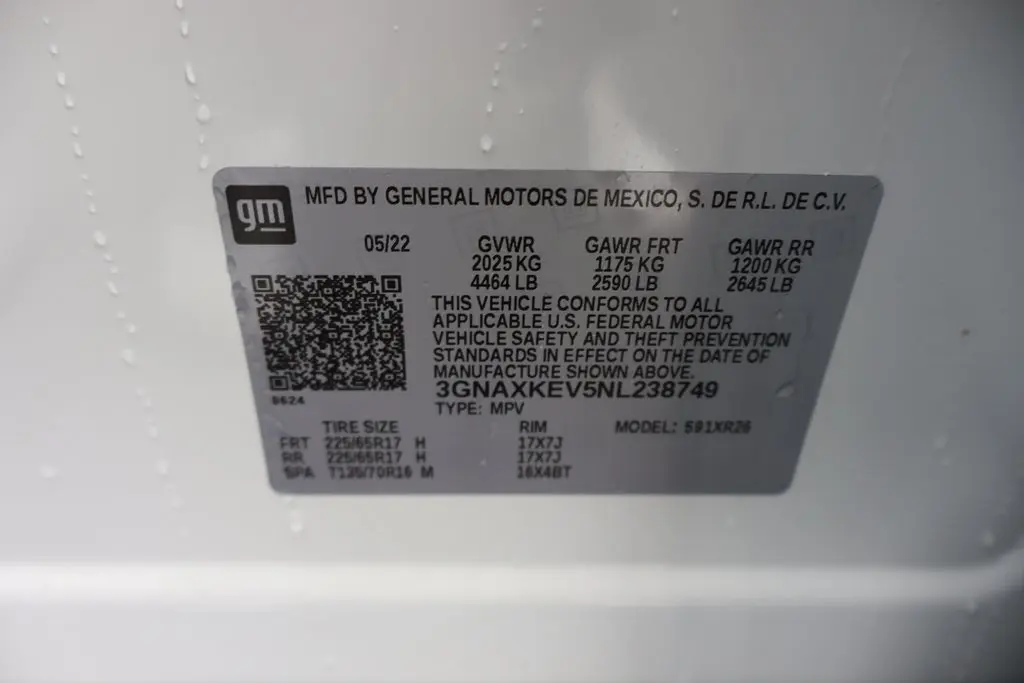 gm
MFD BY GENERAL MOTORS DE MEXICO, S. DE R.L. DE C.V.
05/22 GVWR GAWR FRT GAWR RR
2025 KG 1175 KG 1200 KG
4464 LB 2590 LB 2645 LB
THIS VEHICLE CONFORMS TO ALL
APPLICABLE U.S. FEDERAL MOTOR
VEHICLE SAFETY AND THEFT PREVENTION
STANDARDS IN EFFECT ON THE DATE OF
MANUFACTURE SHOWN ABOVE.
3GNAXKEV5NL238749
8624 TYPE: MPV
TIRE SIZE RIM MODEL: 591XR26
FRT 225/65R17 H 17X7J
RR 225/65R17 H 17X7J
SPA T135/70R16 M 16X4BT